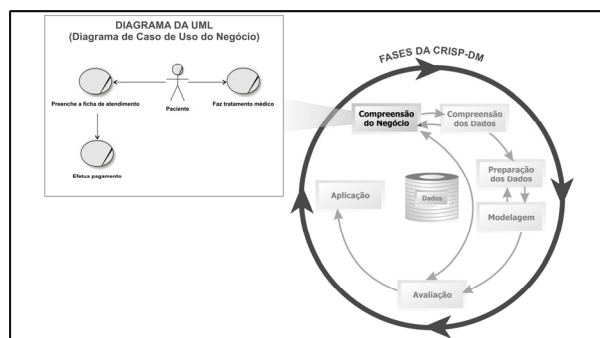 DIAGRAMA DA UML
(Diagrama de Caso de Uso do Negócio)
Preenche a ficha de atendimento
Paciente
Faz tratamento médico
Efetua pagamento
FASES DA CRISP-DM
Compreensão
do Negócio
Compreensão
dos Dados
Preparação
dos Dados
Modelagem
Dados
Aplicação
Avaliação